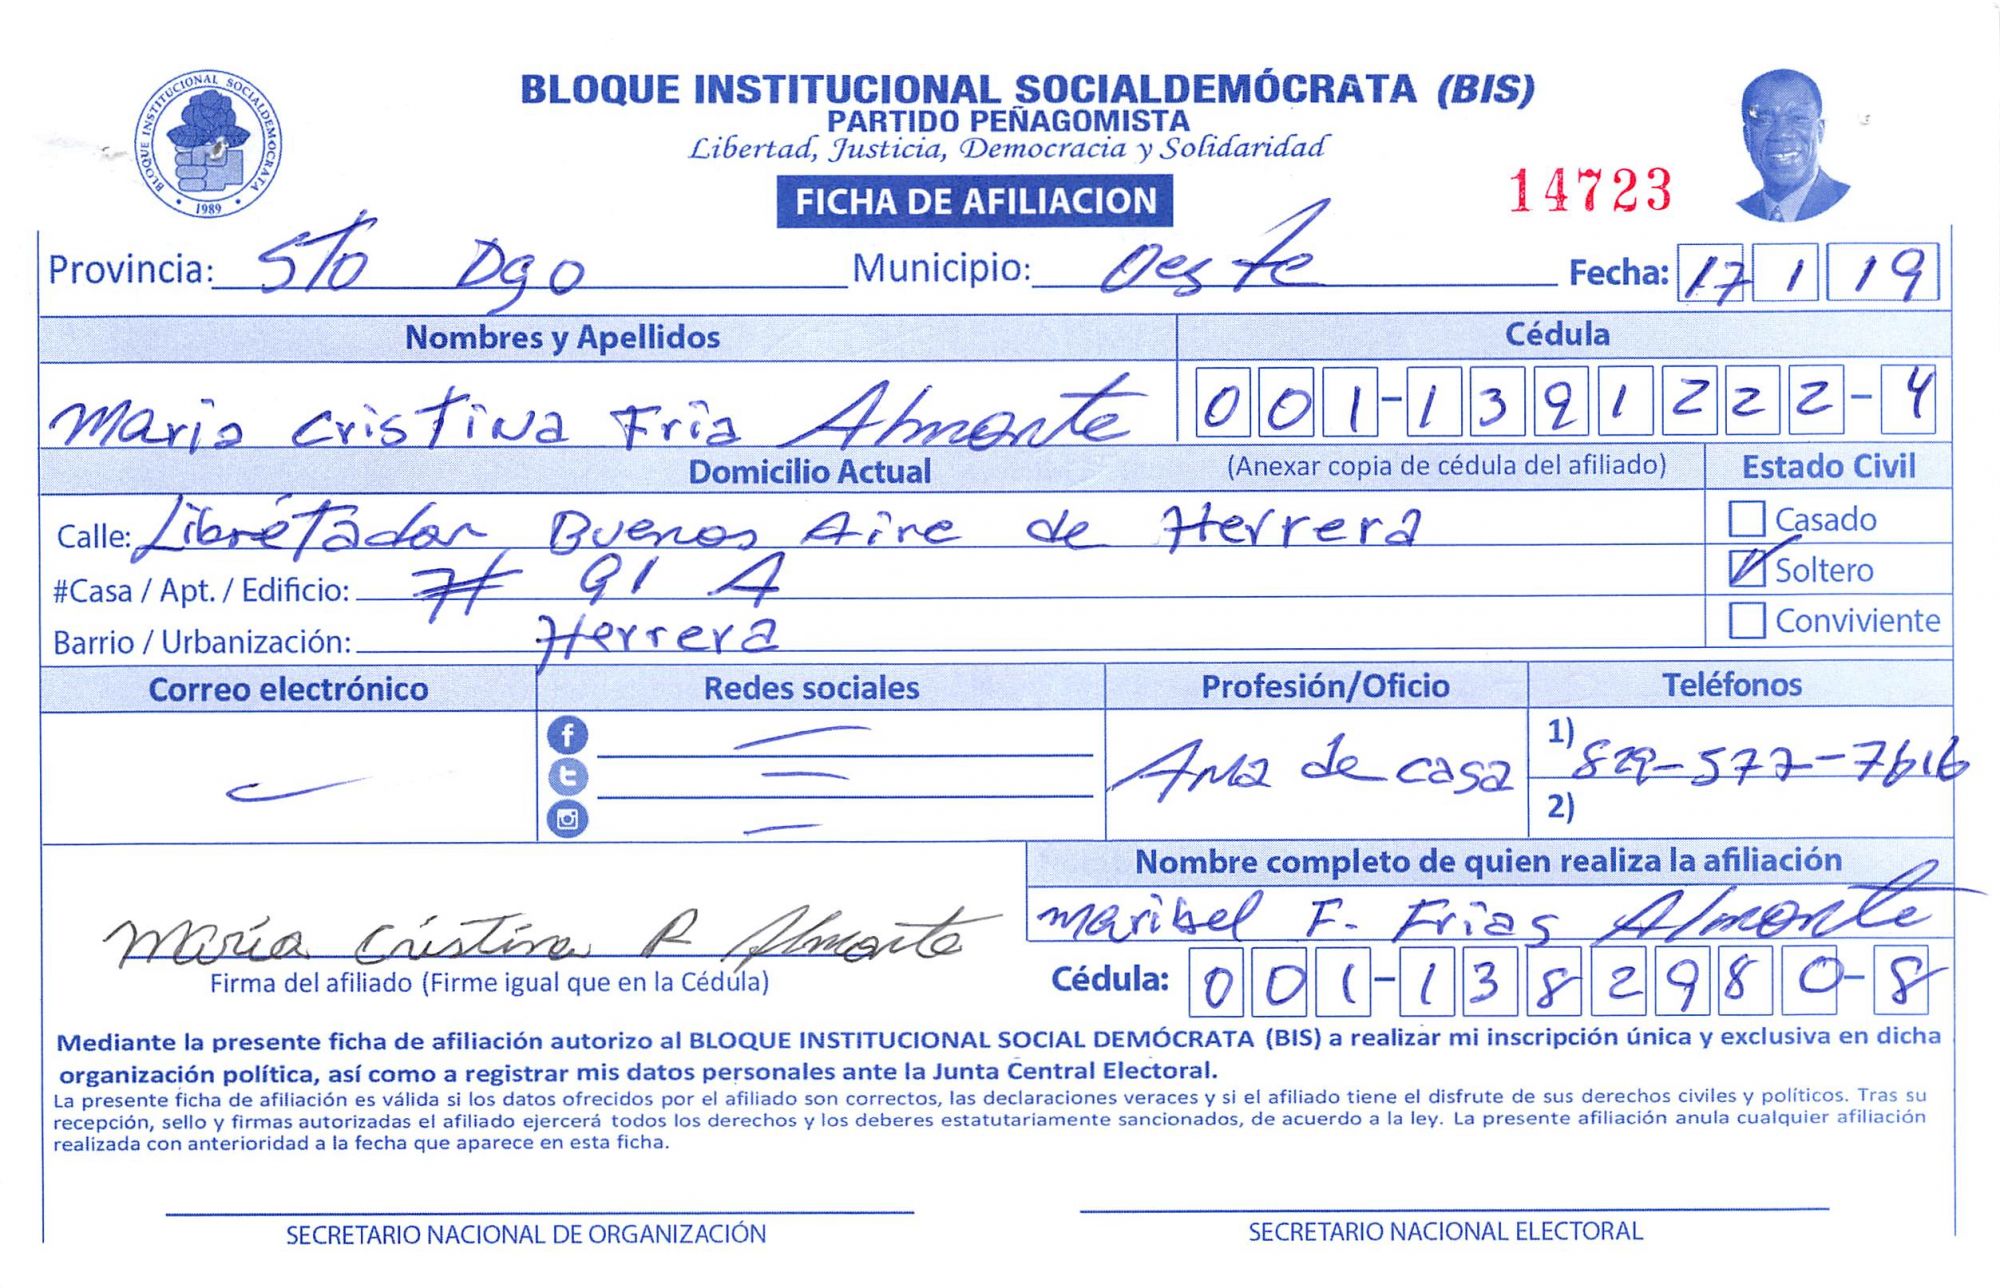 BLOQUE INSTITUCIONAL SOCIALDEMOCRATA
1989
BLOQUE INSTITUCIONAL SOCIALDEMÓCRATA (BIS)
PARTIDO PEÑAGOMISTA
Libertad, Justicia, Democracia y Solidaridad
FICHA DE AFILIACION
14723
Provincia: Sto Dgo Municipio: Oeste Fecha: 17 1 19
Nombres y Apellidos Cédula
Maria Cristina Fria Almonte 001-1391222-4
Domicilio Actual (Anexar copia de cédula del afiliado) Estado Civil
Calle: Libretador Buenos Aire de Herrera Casado
#Casa / Apt. / Edificio: # 91 A Soltero
Barrio / Urbanización: Herrera Conviviente
Correo electrónico Redes sociales Profesión/Oficio Teléfonos
Ama de casa 1) 829-577-7616
2)
Nombre completo de quien realiza la afiliación
Maribel F. Frias Almonte
María Cristina F Almonte
Firma del afiliado (Firme igual que en la Cédula) Cédula: 001-1382980-8
Mediante la presente ficha de afiliación autorizo al BLOQUE INSTITUCIONAL SOCIAL DEMÓCRATA (BIS) a realizar mi inscripción única y exclusiva en dicha
organización política, así como a registrar mis datos personales ante la Junta Central Electoral.
La presente ficha de afiliación es válida si los datos ofrecidos por el afiliado son correctos, las declaraciones veraces y si el afiliado tiene el disfrute de sus derechos civiles y políticos. Tras su
recepción, sello y firmas autorizadas el afiliado ejercerá todos los derechos y los deberes estatutariamente sancionados, de acuerdo a la ley. La presente afiliación anula cualquier afiliación
realizada con anterioridad a la fecha que aparece en esta ficha.
SECRETARIO NACIONAL DE ORGANIZACIÓN SECRETARIO NACIONAL ELECTORAL